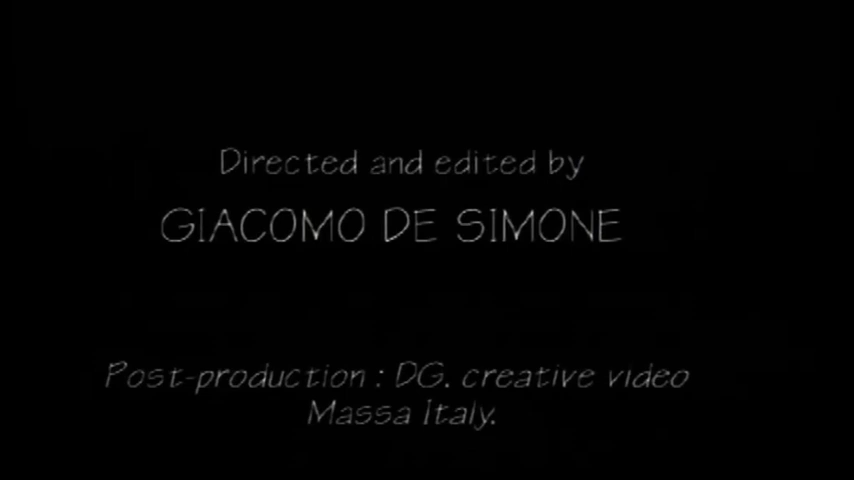 Directed and edited by
GIACOMO DE SIMONE
Post-production : DG. creative video
Massa Italy.